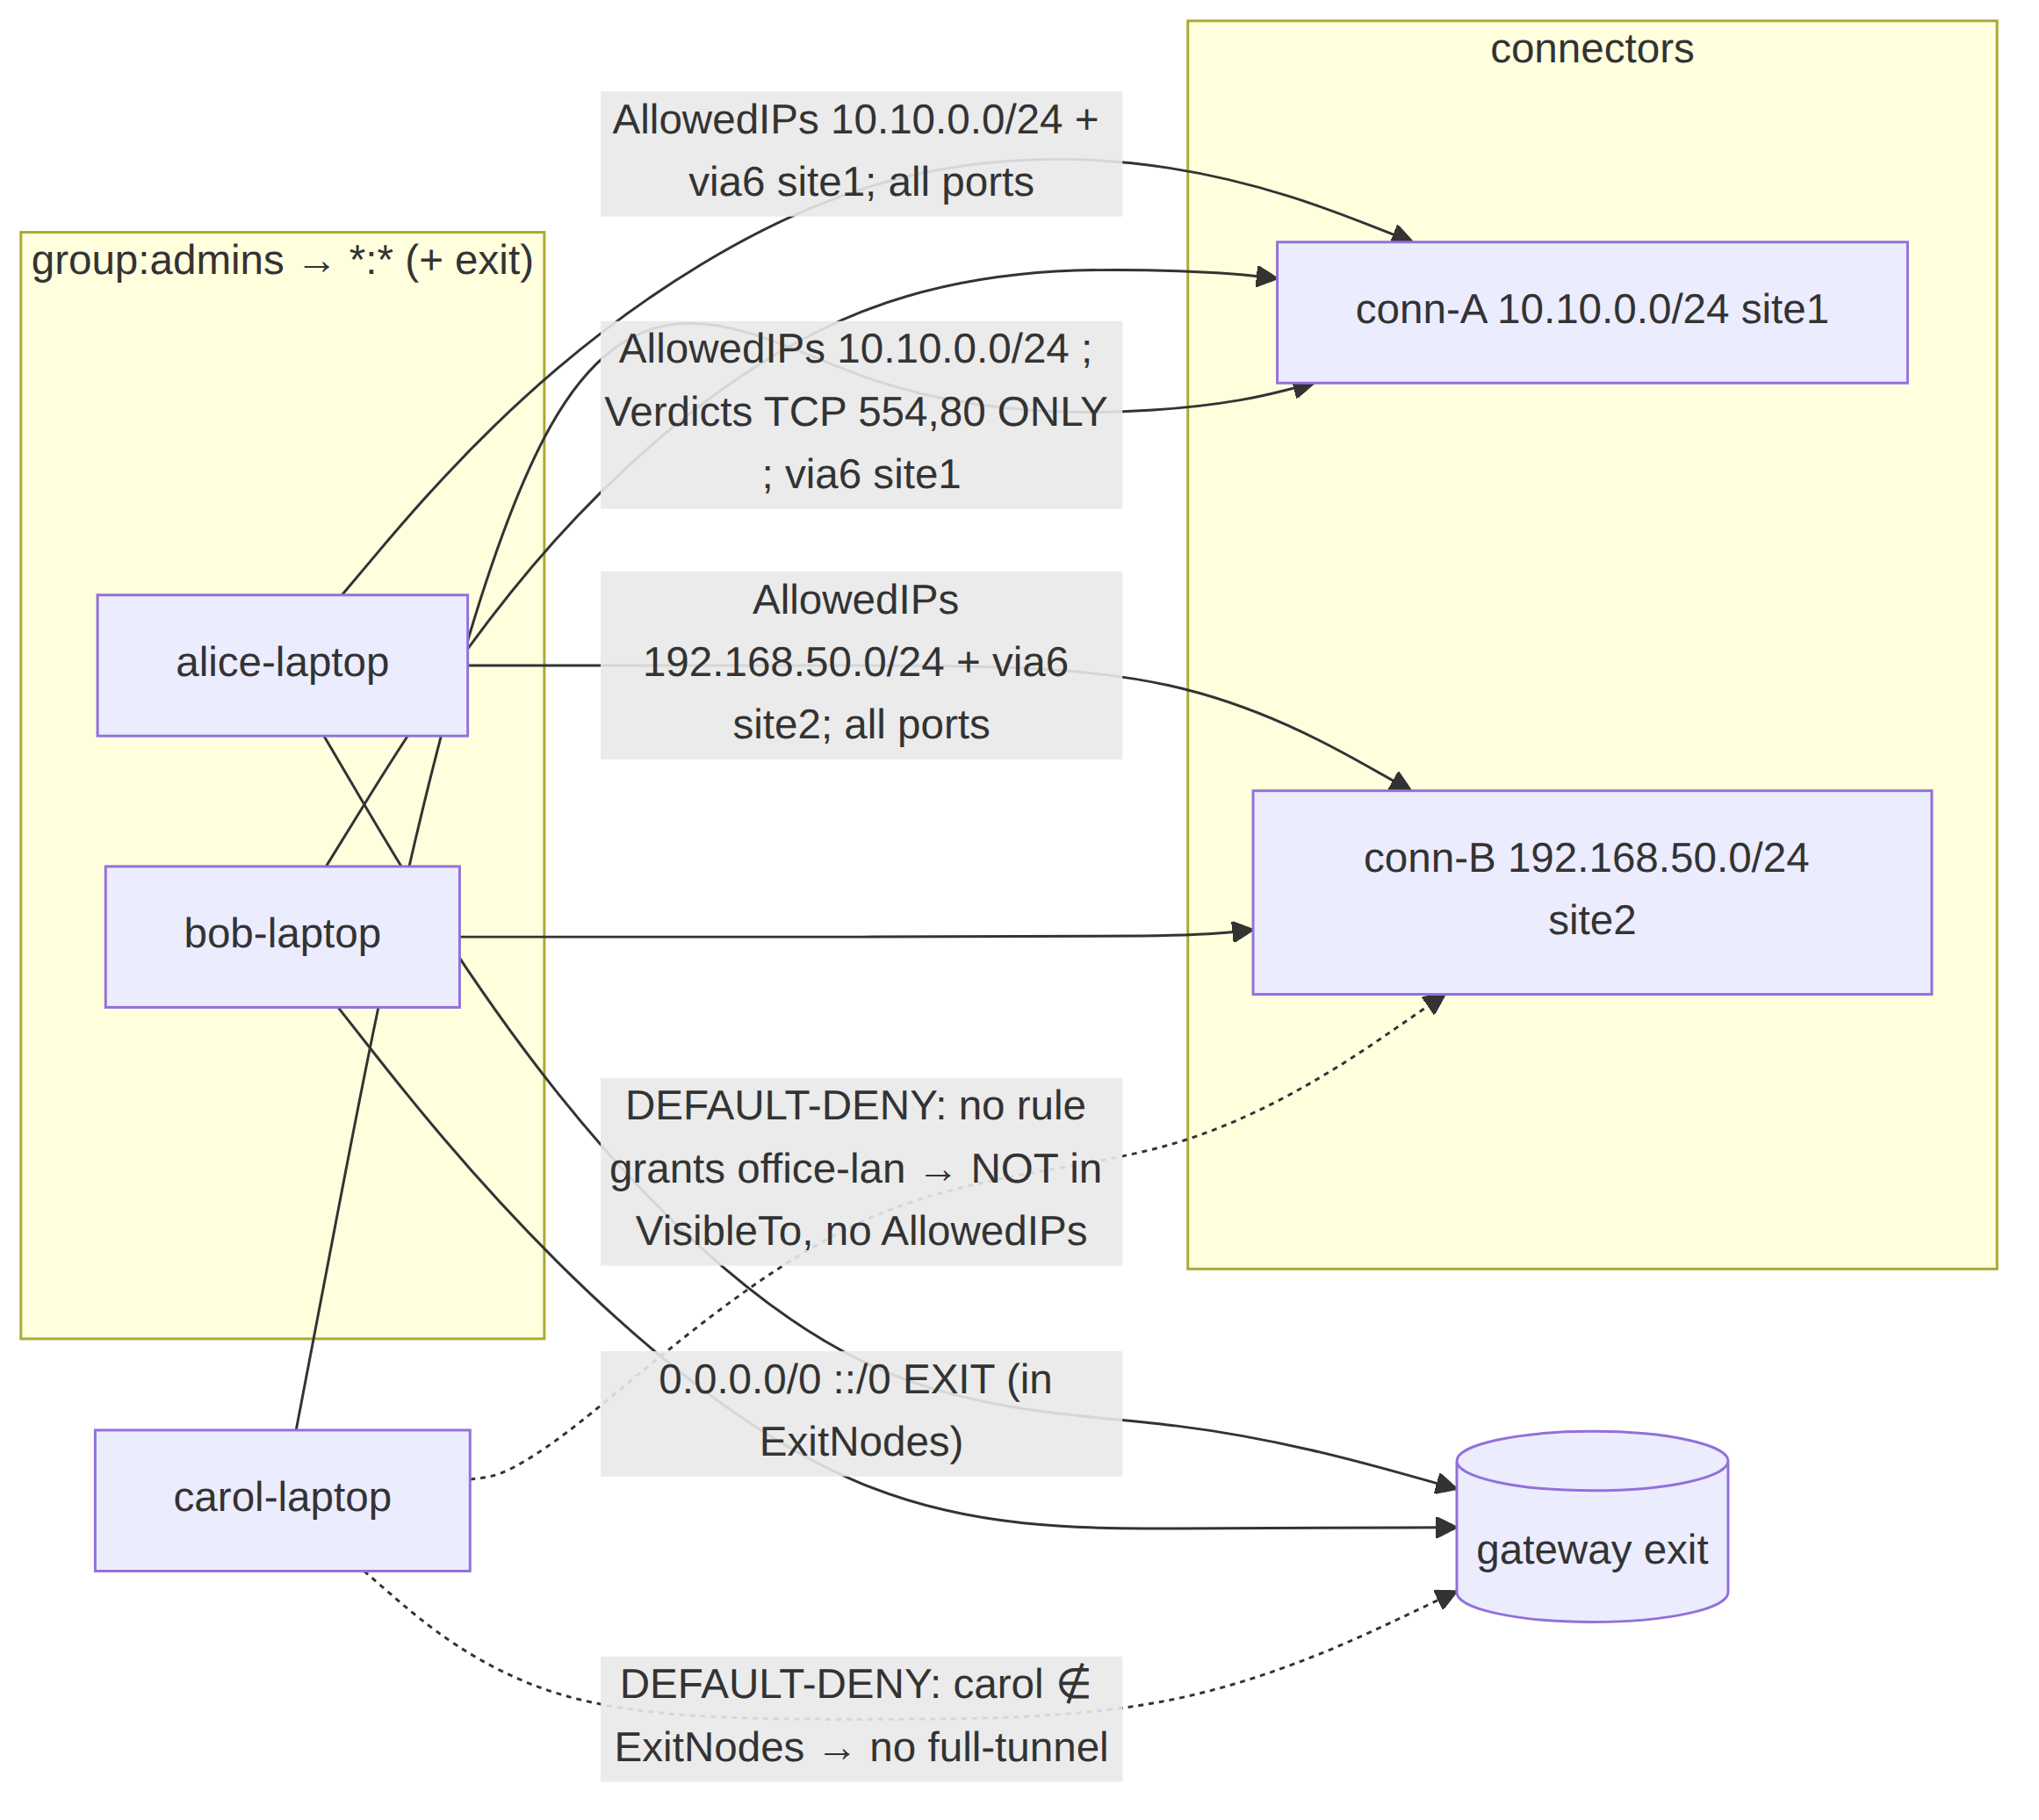 connectors
AllowedIPs 10.10.0.0/24 +
via6 site1; all ports
group:admins → *:* (+ exit)
conn-A 10.10.0.0/24 site1
AllowedIPs 10.10.0.0/24 ;
Verdicts TCP 554,80 ONLY
; via6 site1
AllowedIPs
192.168.50.0/24 + via6
site2; all ports
alice-laptop
conn-B 192.168.50.0/24
site2
bob-laptop
DEFAULT-DENY: no rule
grants office-lan → NOT in
VisibleTo, no AllowedIPs
0.0.0.0/0 ::/0 EXIT (in
ExitNodes)
carol-laptop
gateway exit
DEFAULT-DENY: carol ∉
ExitNodes → no full-tunnel